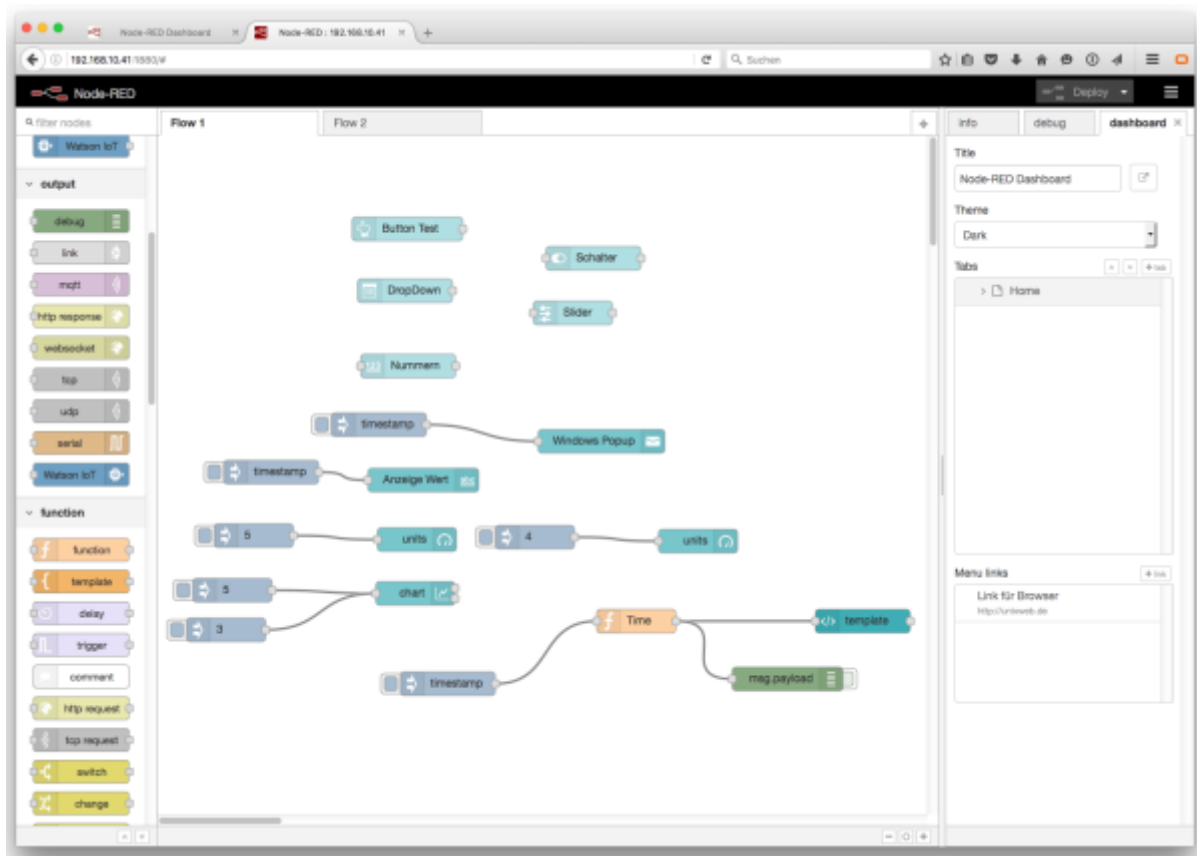 Node-RED Dashboard
Node-RED : 192.168.10.41
192.168.10.41:1880/#
Suchen
Node-RED
Deploy
filter nodes
Flow 1
Flow 2
info
debug
dashboard
Watson IoT
output
debug
link
mqtt
http response
websocket
tcp
udp
serial
Watson IoT
function
function
template
delay
trigger
comment
http request
tcp request
switch
change
Button Test
Schalter
DropDown
Slider
123
Nummern
timestamp
Windows Popup
timestamp
Anzeige Wert
abc
5
units
4
units
5
chart
3
Time
template
timestamp
msg.payload
Title
Node-RED Dashboard
Theme
Dark
Tabs
+ tab
Home
Menu links
+ link
Link für Browser